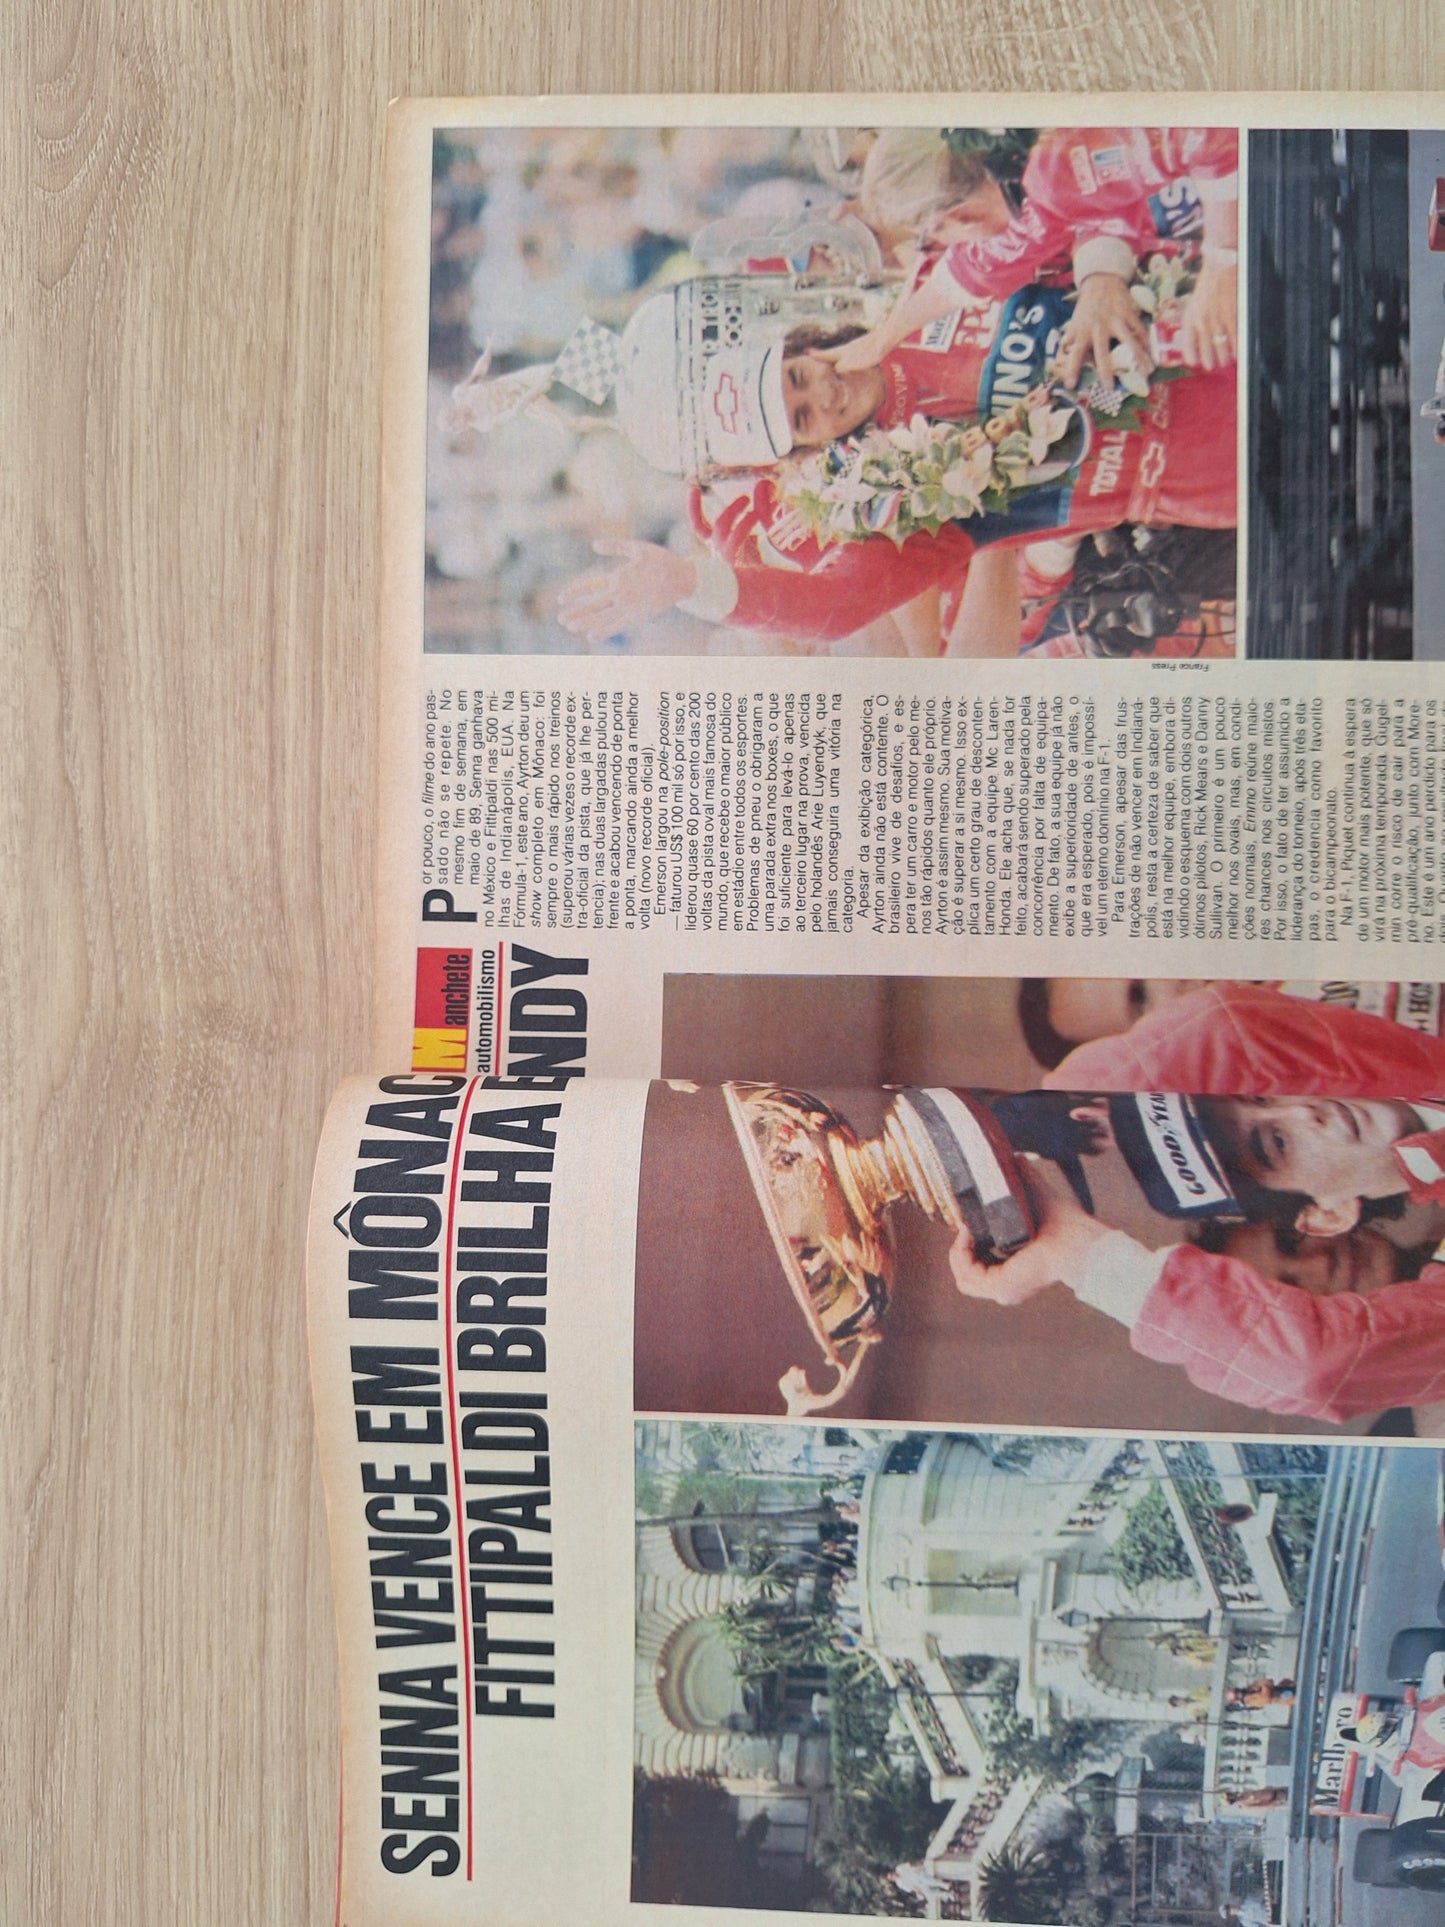 SENNA VENCE EM MÔNAC
FITTIPALDI BRILHA E
NDY
Manchete
automobilismo
Por pouco, o filme do ano pas-
sado não se repete. No
mesmo fim de semana, em
maio de 89, Senna ganhava
no México e Fittipaldi nas 500 mi-
lhas de Indianápolis, EUA. Na
Fórmula-1, este ano, Ayrton deu um
show completo em Mônaco: foi
sempre o mais rápido nos treinos
(superou várias vezes o recorde ex-
tra-oficial da pista, que já lhe per-
tencia); nas duas largadas pulou na
frente e acabou vencendo de ponta
a ponta, marcando ainda a melhor
volta (novo recorde oficial).
Emerson largou na pole-position
— faturou US$ 100 mil só por isso, e
liderou quase 60 por cento das 200
voltas da pista oval mais famosa do
mundo, que recebe o maior público
em estádio entre todos os esportes.
Problemas de pneu o obrigaram a
uma parada extra nos boxes, o que
foi suficiente para levá-lo apenas
ao terceiro lugar na prova, vencida
pelo holandês Arie Luyendyk, que
jamais conseguira uma vitória na
categoria.
Apesar da exibição categórica,
Ayrton ainda não está contente. O
brasileiro vive de desafios, e es-
pera ter um carro e motor pelo me-
nos tão rápidos quanto ele próprio.
Ayrton é assim mesmo. Sua motiva-
ção é superar a si mesmo. Isso ex-
plica um certo grau de desconten-
tamento com a equipe Mc Laren-
Honda. Ele acha que, se nada for
feito, acabará sendo superado pela
concorrência por falta de equipa-
mento. De fato, a sua equipe já não
exibe a superioridade de antes, o
que era esperado, pois é impossí-
vel um eterno domínio na F-1.
Para Emerson, apesar das frus-
trações de não vencer em Indianá-
polis, resta a certeza de saber que
está na melhor equipe, embora di-
vidindo o esquema com dois outros
ótimos pilotos, Rick Mears e Danny
Sullivan. O primeiro é um pouco
melhor nos ovais, mas, em condi-
ções normais, Emmo reúne maio-
res chances nos circuitos mistos.
Por isso, o fato de ter assumido a
liderança do torneio, após três eta-
pas, o credencia como favorito
para o bicampeonato.
Na F-1, Piquet continua à espera
de um motor mais potente, que só
virá na próxima temporada. Gugel-
min corre o risco de cair para a
pré-qualificação, junto com More-
no. Este é um ano perdido para os
France Press
TOTAL
GOODYEAR
Marlboro